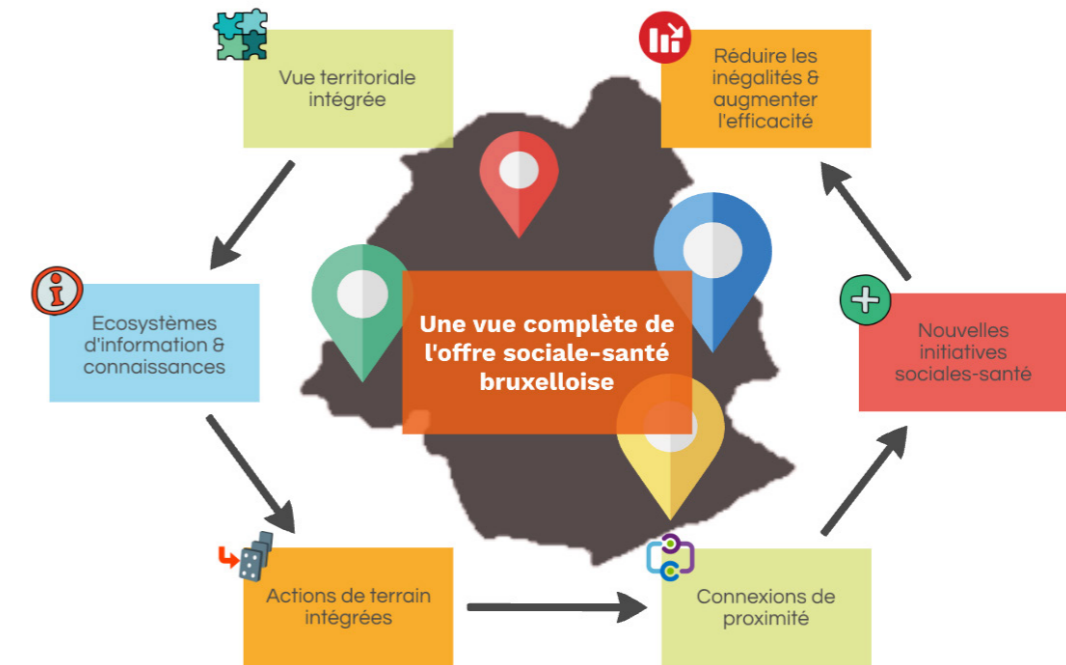 Vue territoriale
intégrée
Réduire les
inégalités &
augmenter
l'efficacité
Ecosystèmes
d'information &
connaissances
Une vue complète de
l'offre sociale-santé
bruxelloise
Nouvelles
initiatives
sociales-santé
Actions de terrain
intégrées
Connexions de
proximité